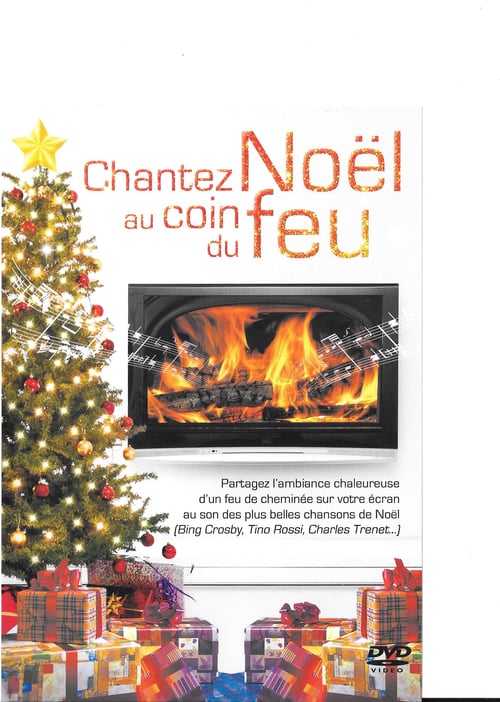 Chantez Noël
au coin feu
du
Partagez l'ambiance chaleureuse
d'un feu de cheminée sur votre écran
au son des plus belles chansons de Noël
(Bing Crosby, Tino Rossi, Charles Trenet...)
DVD
VIDEO